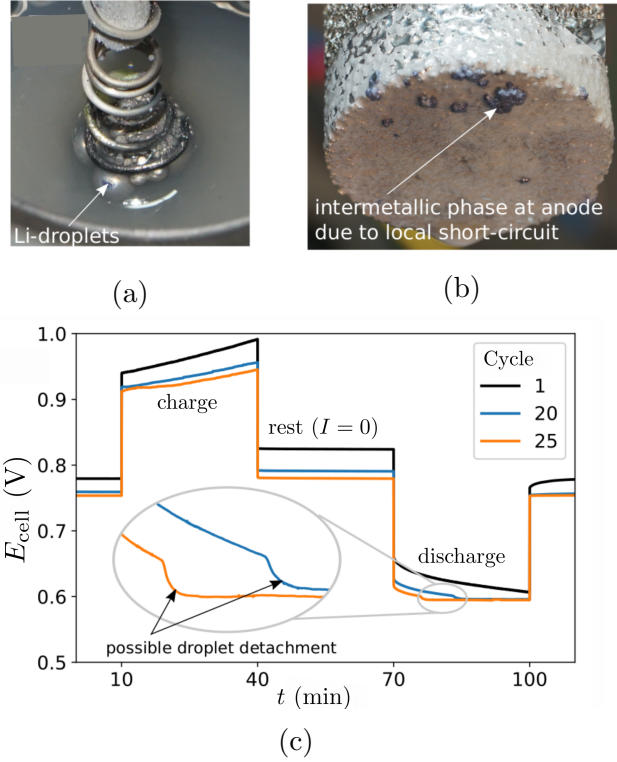 Li-droplets
intermetallic phase at anode
due to local short-circuit
(a)
(b)
1.0
0.9
0.8
0.7
0.6
0.5
E_cell (V)
charge
rest (I = 0)
Cycle
1
20
25
discharge
possible droplet detachment
10
40
70
100
t (min)
(c)